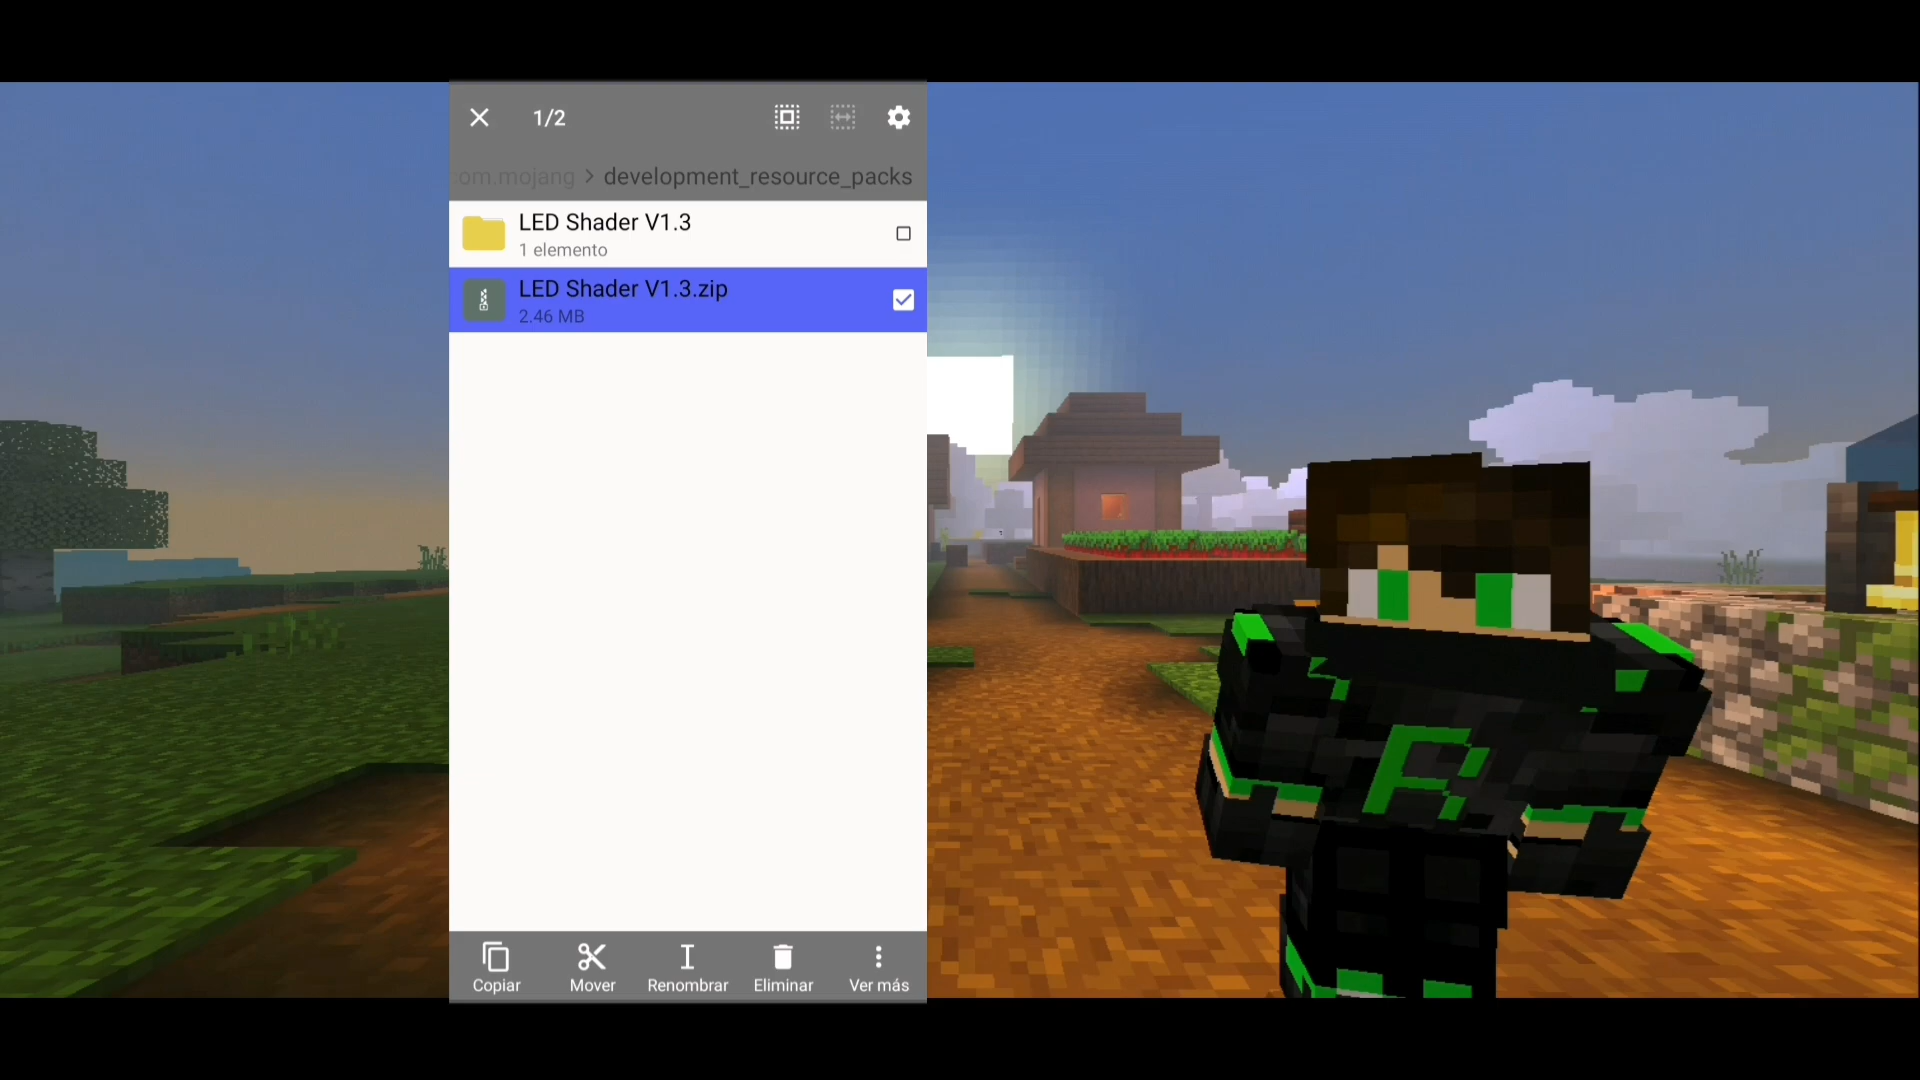 1/2
com.mojang > development_resource_packs
LED Shader V1.3
1 elemento
LED Shader V1.3.zip
2.46 MB
Copiar Mover Renombrar Eliminar Ver más
R